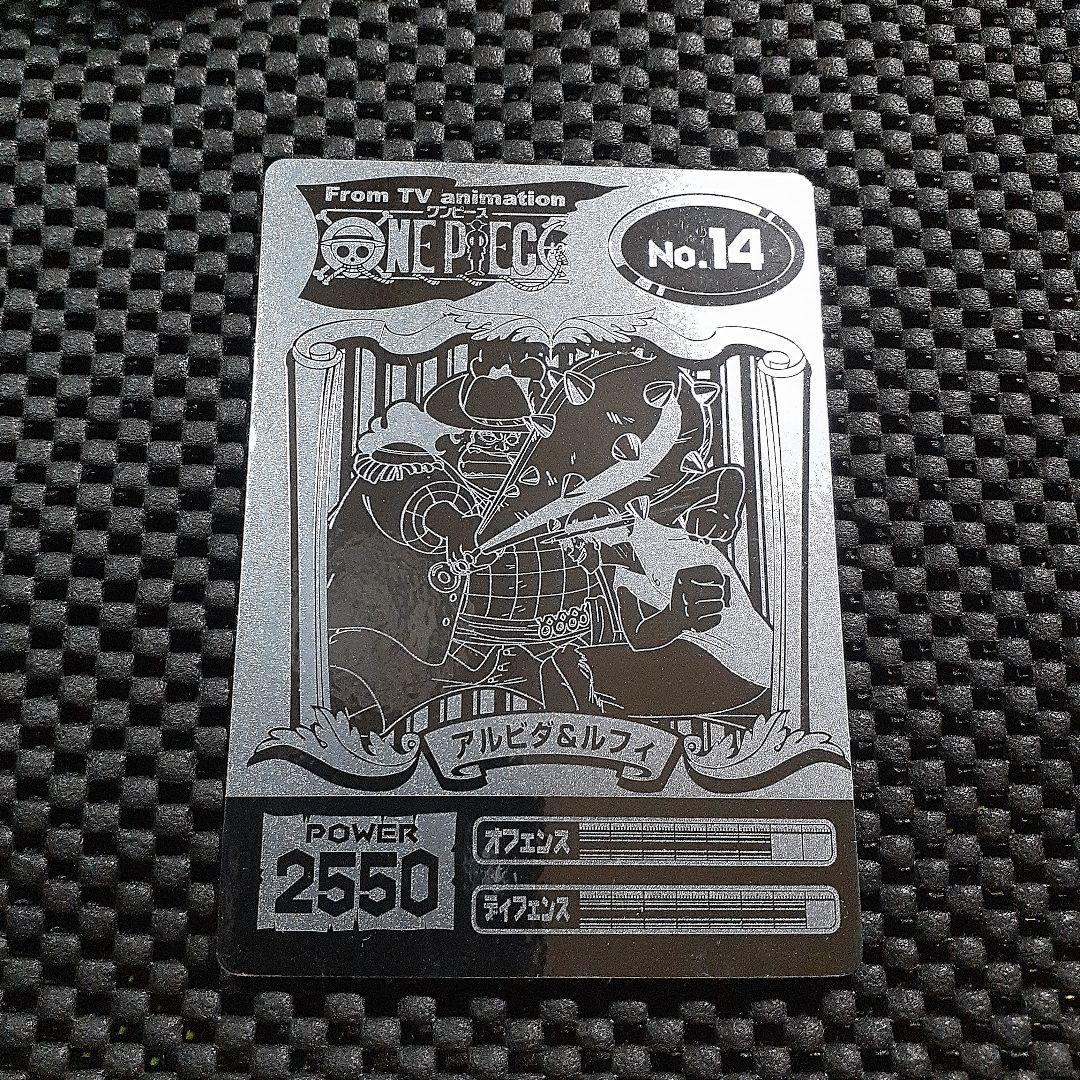 From TV animation
ワンピース
ONE PIECE
No.14
アルビダ&ルフィ
POWER
2550
オフェンス
ディフェンス